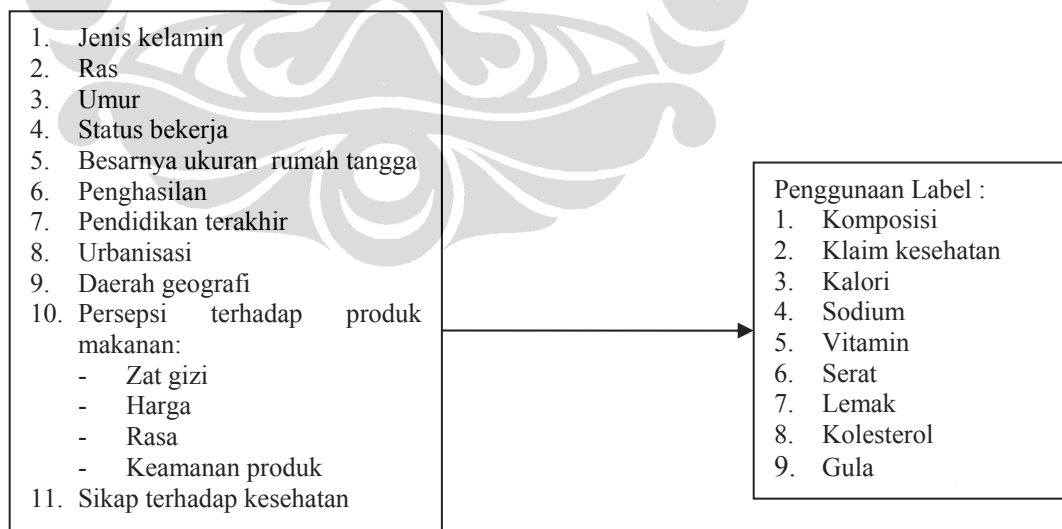 1. Jenis kelamin
2. Ras
3. Umur
4. Status bekerja
5. Besarnya ukuran rumah tangga
6. Penghasilan
7. Pendidikan terakhir
8. Urbanisasi
9. Daerah geografi
10. Persepsi terhadap produk
makanan:
- Zat gizi
- Harga
- Rasa
- Keamanan produk
11. Sikap terhadap kesehatan
Penggunaan Label :
1. Komposisi
2. Klaim kesehatan
3. Kalori
4. Sodium
5. Vitamin
6. Serat
7. Lemak
8. Kolesterol
9. Gula